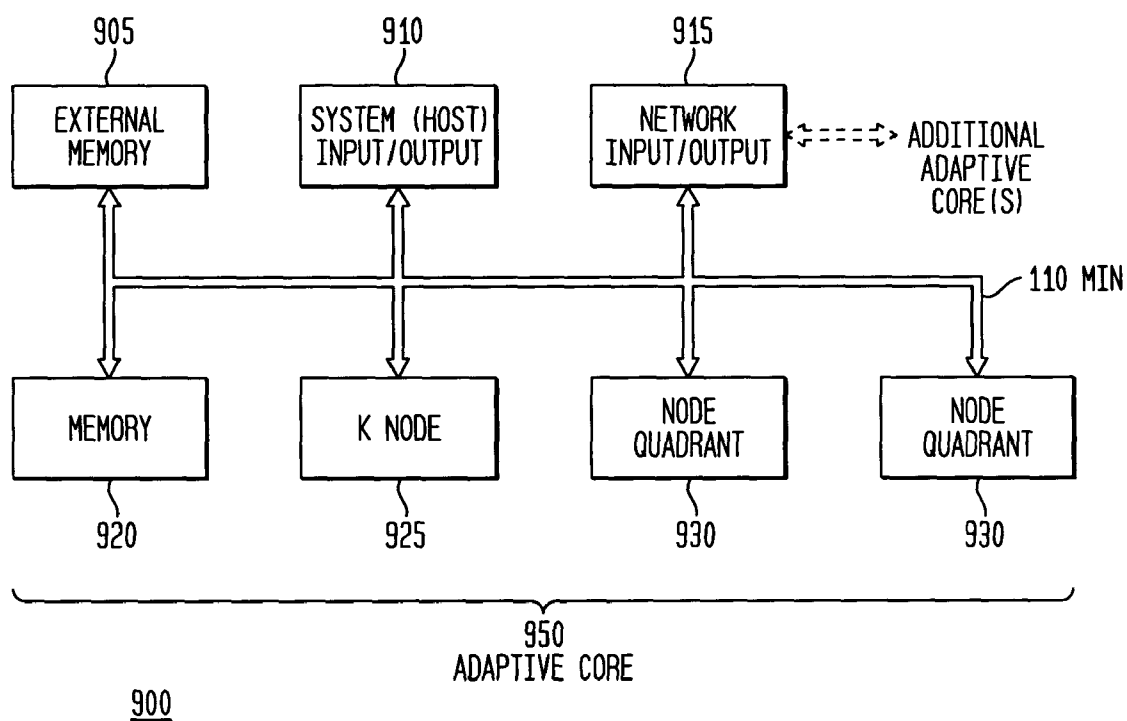 905
910
915
EXTERNAL
MEMORY
SYSTEM (HOST)
INPUT/OUTPUT
NETWORK
INPUT/OUTPUT
ADDITIONAL
ADAPTIVE
CORE(S)
110 MIN
MEMORY
K NODE
NODE
QUADRANT
NODE
QUADRANT
920
925
930
930
950
ADAPTIVE CORE
900